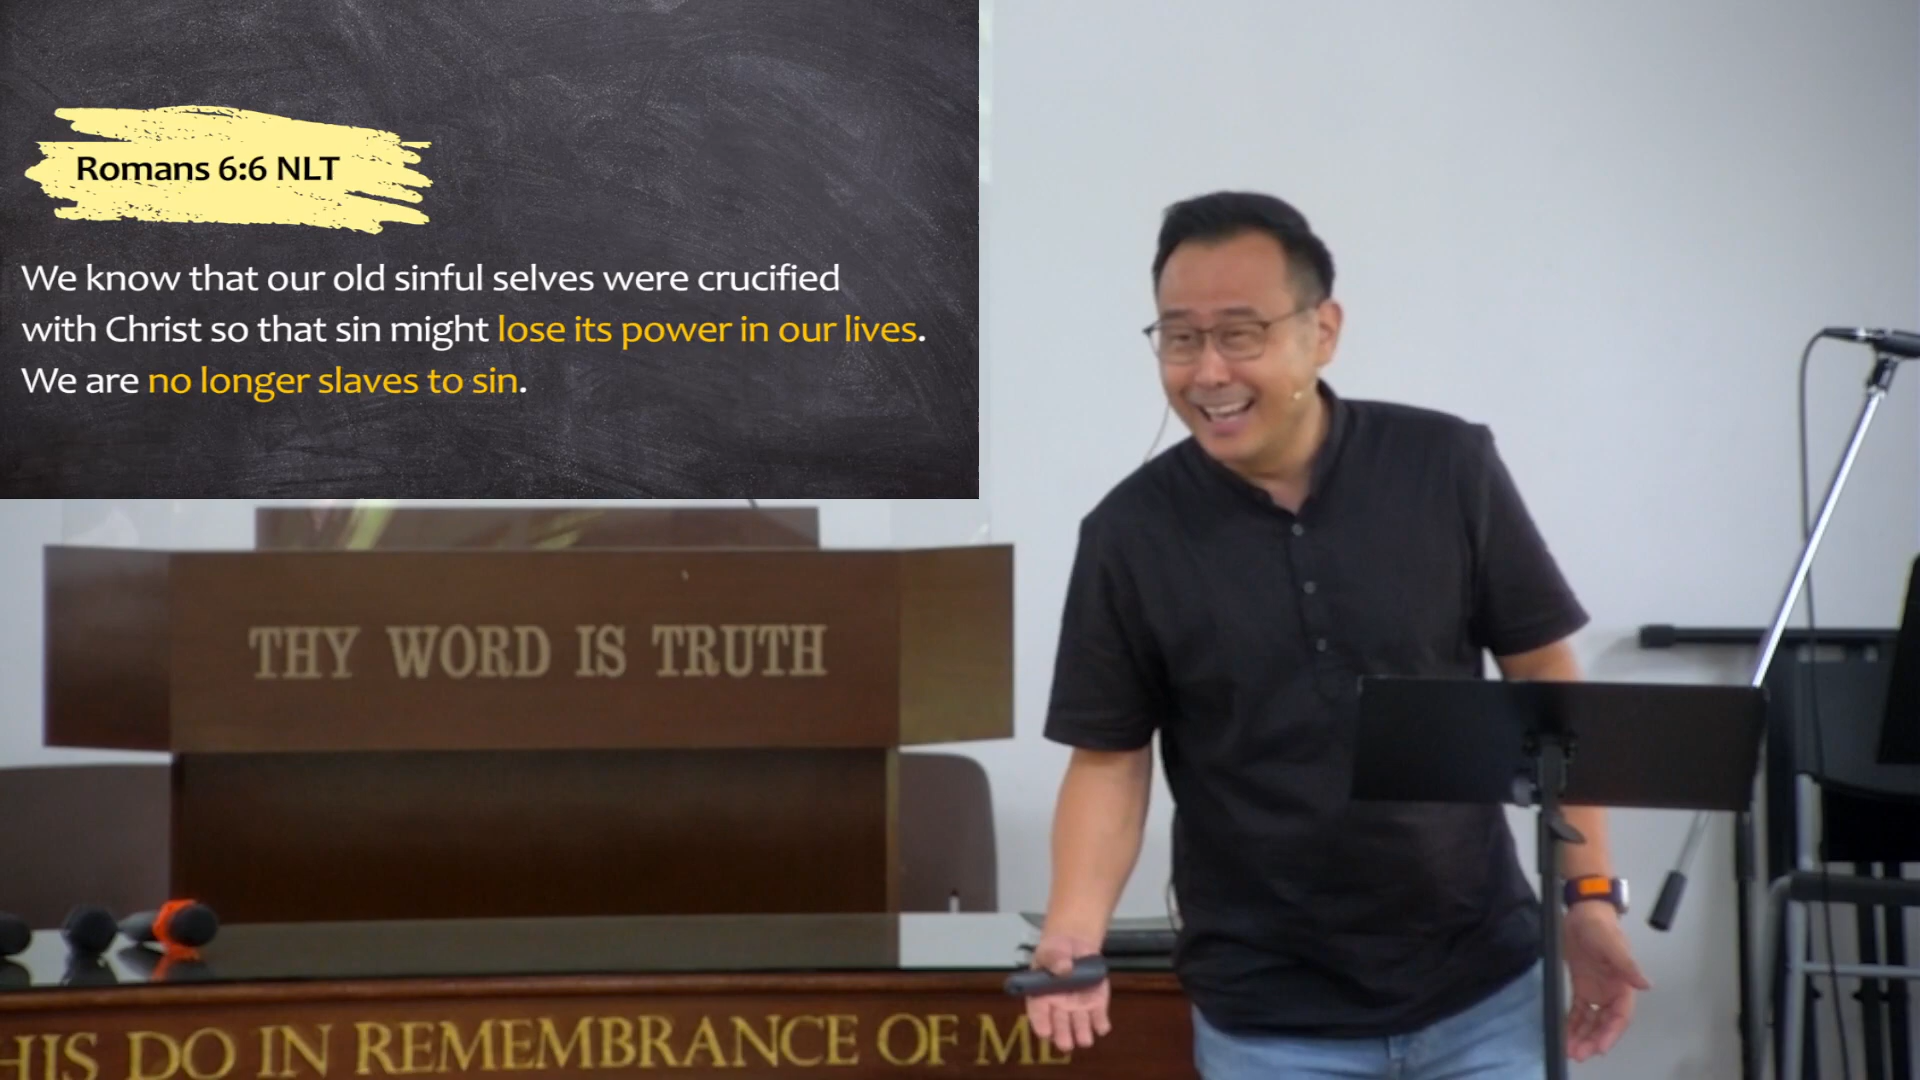 Romans 6:6 NLT
We know that our old sinful selves were crucified
with Christ so that sin might lose its power in our lives.
We are no longer slaves to sin.
THY WORD IS TRUTH
HIS DO IN REMEMBRANCE OF ME